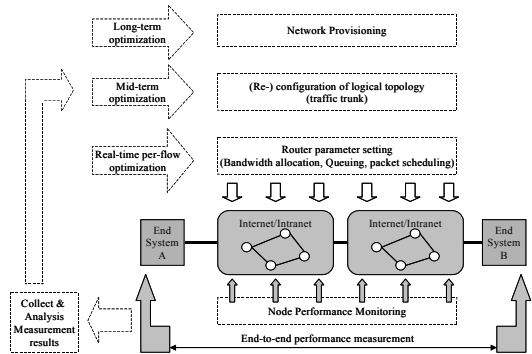 Long-term
optimization
Network Provisioning
Mid-term
optimization
(Re-) configuration of logical topology
(traffic trunk)
Real-time per-flow
optimization
Router parameter setting
(Bandwidth allocation, Queuing, packet scheduling)
End
System
A
Internet/Intranet
Internet/Intranet
End
System
B
Collect &
Analysis
Measurement
results
Node Performance Monitoring
End-to-end performance measurement